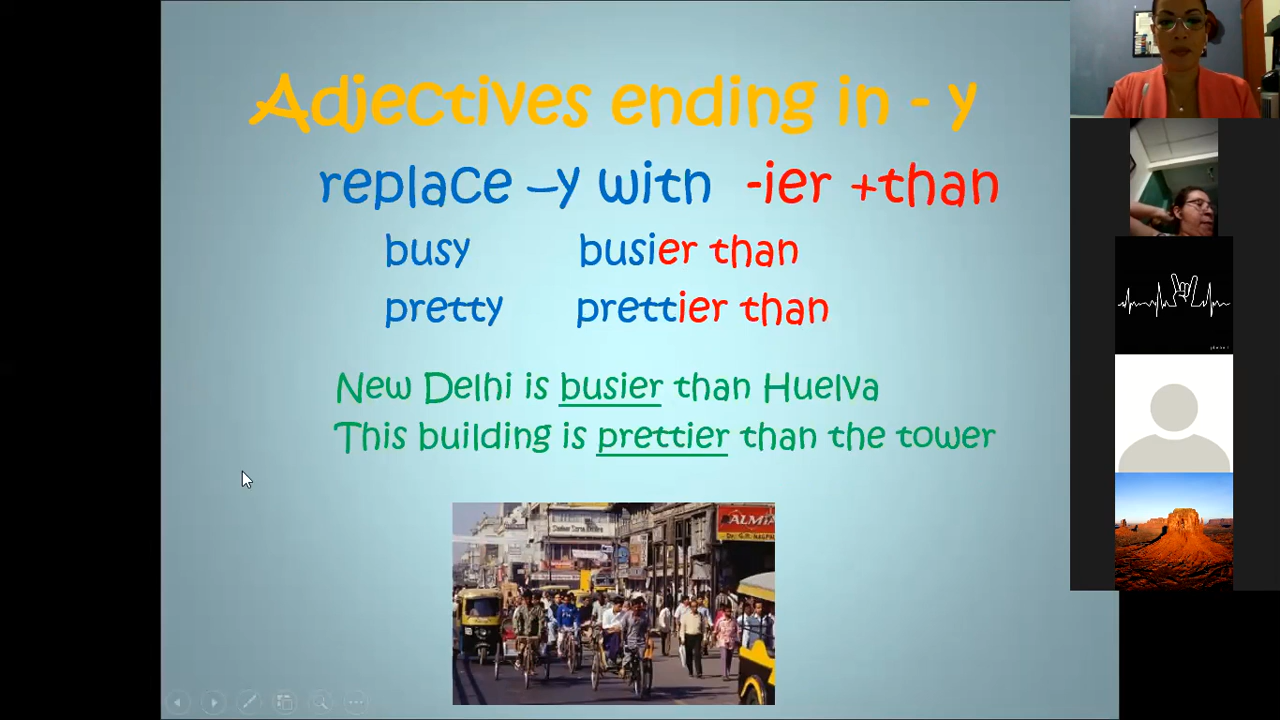 Adjectives ending in - y
replace –y with -ier +than
busy busier than
pretty prettier than
New Delhi is busier than Huelva
This building is prettier than the tower